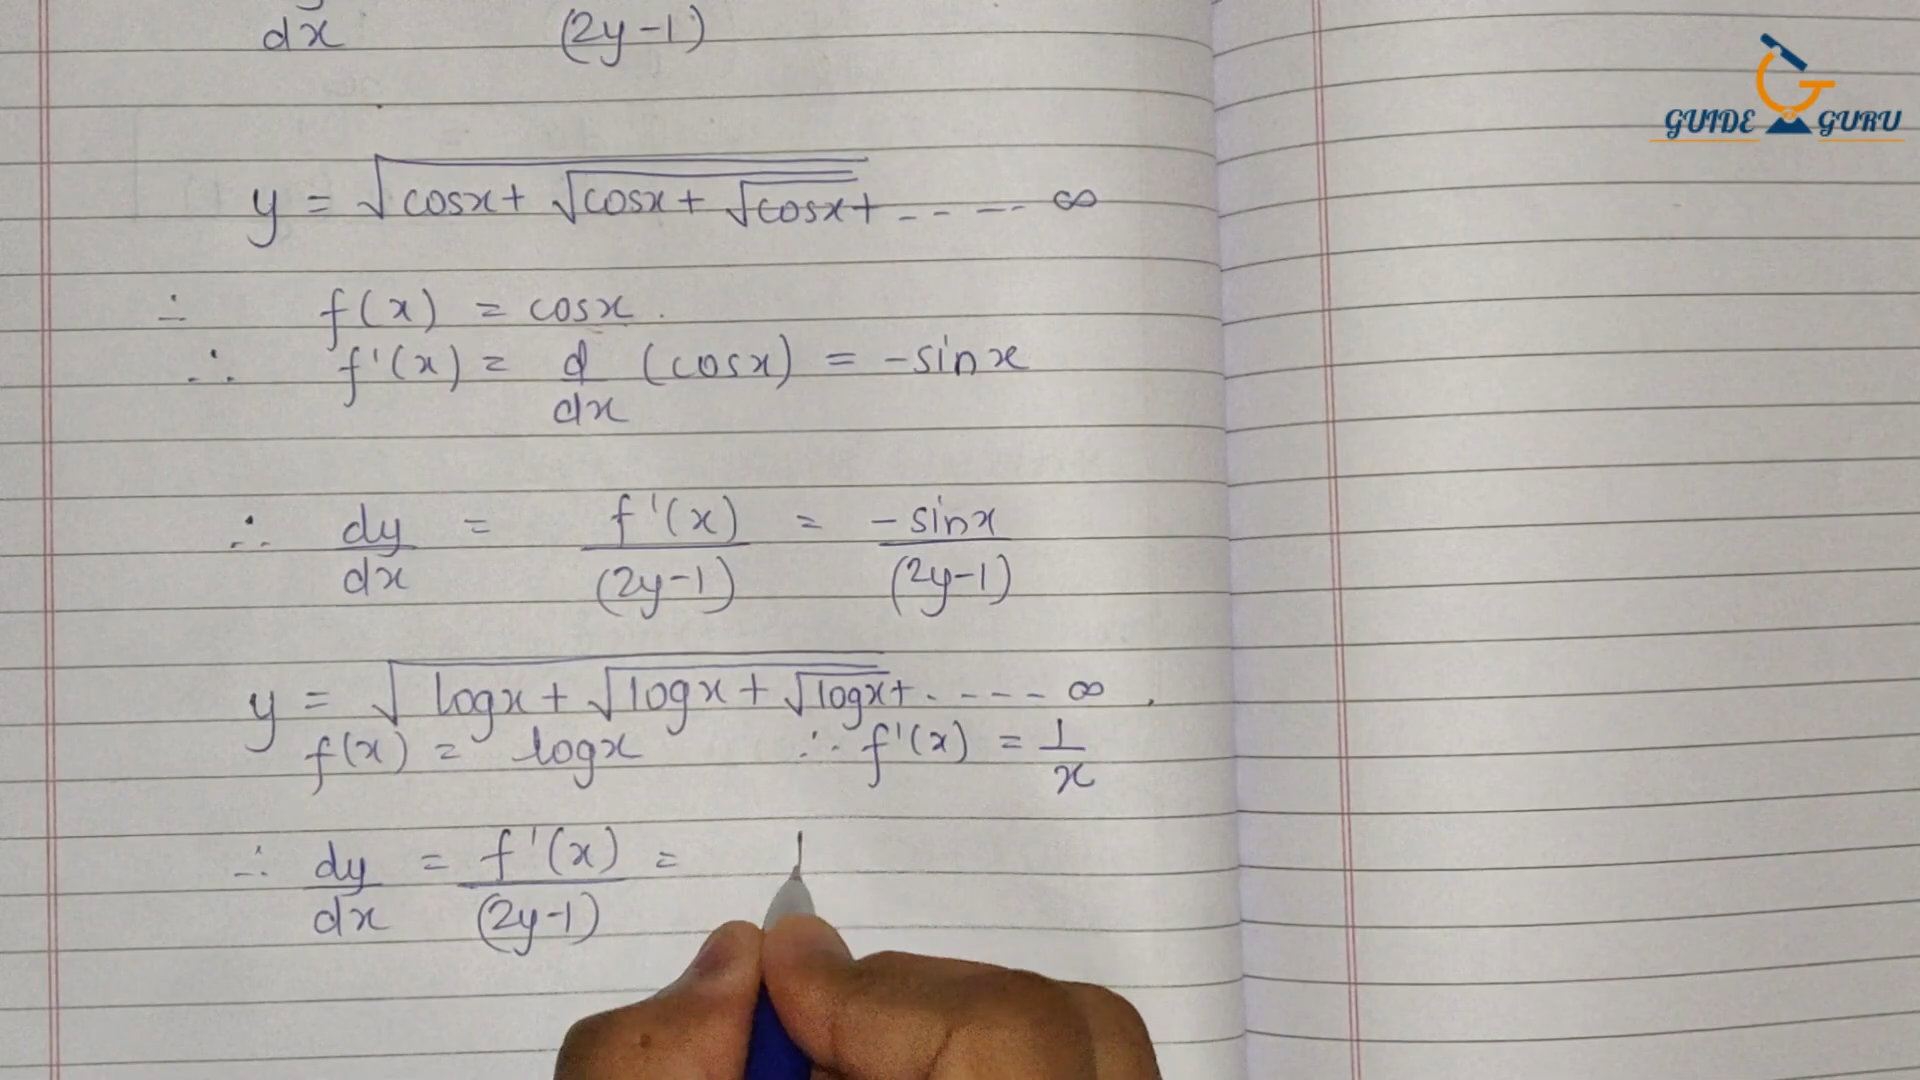 dx (2y-1)
GUIDE GURU
y = √cosx + √cosx + √cosx + - - - - ∞
∴ f(x) = cosx.
∴ f'(x) = d/dx (cosx) = -sinx
∴ dy/dx = f'(x)/(2y-1) = -sinx/(2y-1)
y = √logx + √logx + √logx + - - - - ∞.
f(x) = logx ∴ f'(x) = 1/x
∴ dy/dx = f'(x)/(2y-1) = 1